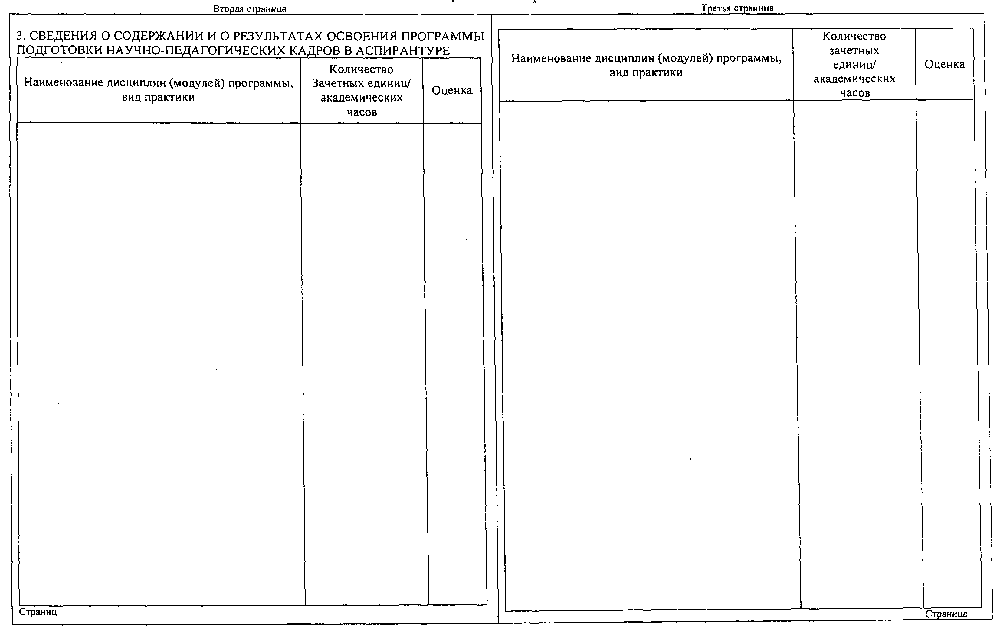 Вторая страница
3. СВЕДЕНИЯ О СОДЕРЖАНИИ И О РЕЗУЛЬТАТАХ ОСВОЕНИЯ ПРОГРАММЫ
ПОДГОТОВКИ НАУЧНО-ПЕДАГОГИЧЕСКИХ КАДРОВ В АСПИРАНТУРЕ
Наименование дисциплин (модулей) программы,
вид практики
Количество
Зачетных единиц/
академических
часов
Оценка
Страниц
Третья страница
Наименование дисциплин (модулей) программы,
вид практики
Количество
зачетных
единиц/
академических
часов
Оценка
Страница